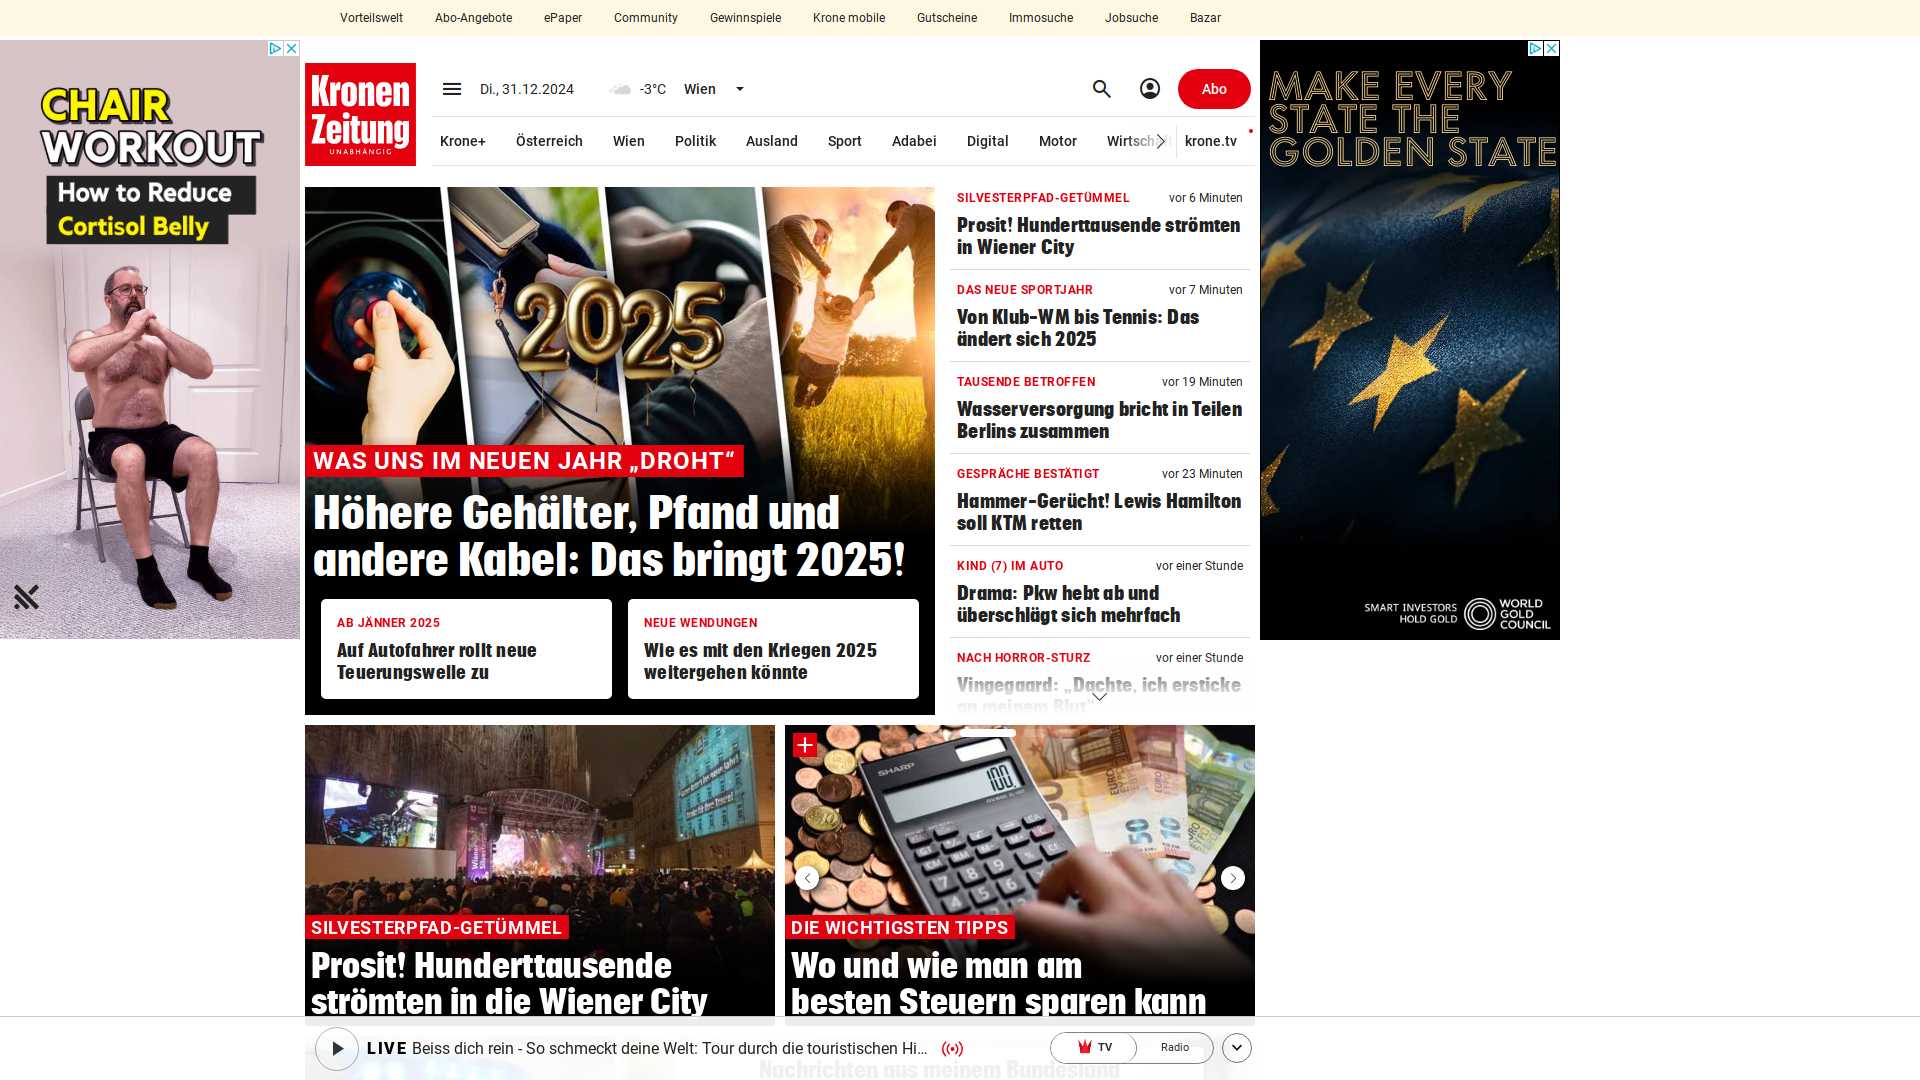 Vorteilswelt Abo-Angebote ePaper Community Gewinnspiele Krone mobile Gutscheine Immosuche Jobsuche Bazar
CHAIR
WORKOUT
How to Reduce
Cortisol Belly
Kronen
Zeitung
UNABHÄNGIG
Di., 31.12.2024 -3°C Wien
Abo
Krone+ Österreich Wien Politik Ausland Sport Adabei Digital Motor krone.tv
WAS UNS IM NEUEN JAHR „DROHT“
Höhere Gehälter, Pfand und
andere Kabel: Das bringt 2025!
2025
AB JÄNNER 2025
Auf Autofahrer rollt neue
Teuerungswelle zu
NEUE WENDUNGEN
Wie es mit den Kriegen 2025
weitergehen könnte
SILVESTERPFAD-GETÜMMEL vor 6 Minuten
Prosit! Hunderttausende strömten
in Wiener City
DAS NEUE SPORTJAHR vor 7 Minuten
Von Klub-WM bis Tennis: Das
ändert sich 2025
TAUSENDE BETROFFEN vor 19 Minuten
Wasserversorgung bricht in Teilen
Berlins zusammen
GESPRÄCHE BESTÄTIGT vor 23 Minuten
Hammer-Gerücht! Lewis Hamilton
soll KTM retten
KIND (7) IM AUTO vor einer Stunde
Drama: Pkw hebt ab und
überschlägt sich mehrfach
NACH HORROR-STURZ vor einer Stunde
Vingegaard: „Dachte, ich ersticke
an meinem Blut“
MAKE EVERY
STATE THE
GOLDEN STATE
SMART INVESTORS
HOLD GOLD
WORLD
GOLD
COUNCIL
SILVESTERPFAD-GETÜMMEL
Prosit! Hunderttausende
strömten in die Wiener City
SHARP
100.
DIE WICHTIGSTEN TIPPS
Wo und wie man am
besten Steuern sparen kann
LIVE Beiss dich rein - So schmeckt deine Welt: Tour durch die touristischen Hi...
TV Radio
Nachrichten aus meinem Bundesland